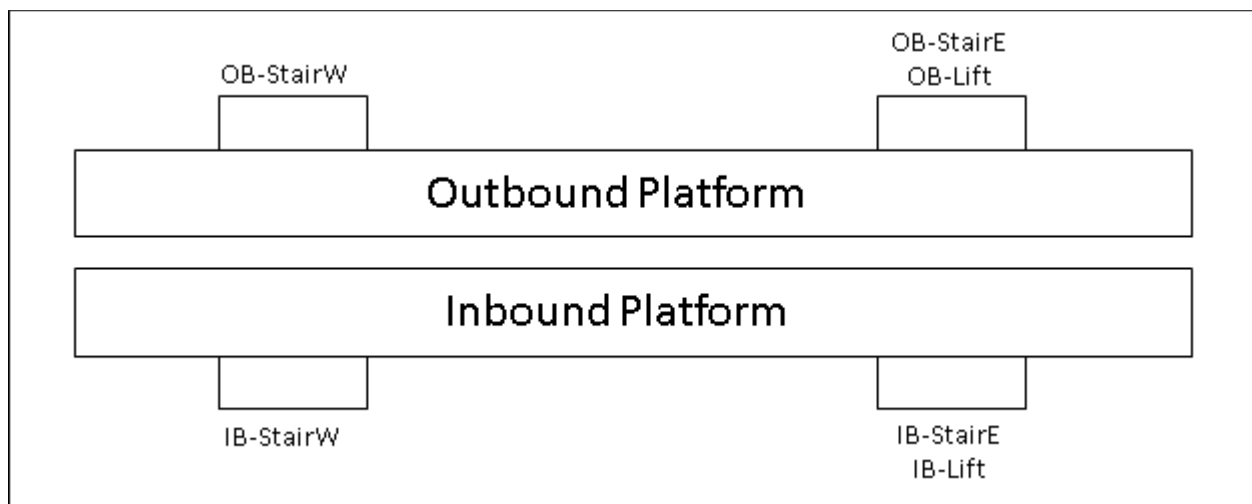 OB-StairW
OB-StairE
OB-Lift
Outbound Platform
Inbound Platform
IB-StairW
IB-StairE
IB-Lift